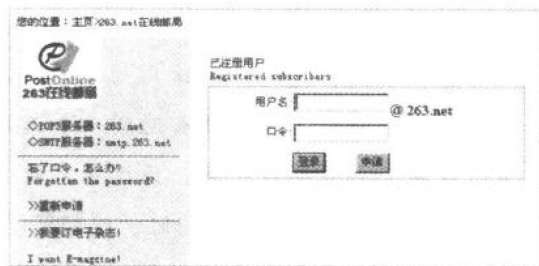 您的位置：主页>263.net在线邮局
PostOnline
263在线邮局
◇POP3服务器：263.net
◇SMTP服务器：smtp.263.net
忘了口令，怎么办?
Forgotten the password?
>>重新申请
>>我要订电子杂志!
I want E-magzine!
已注册用户
Registered subscribers
用户名
@ 263.net
口令
登录
申请